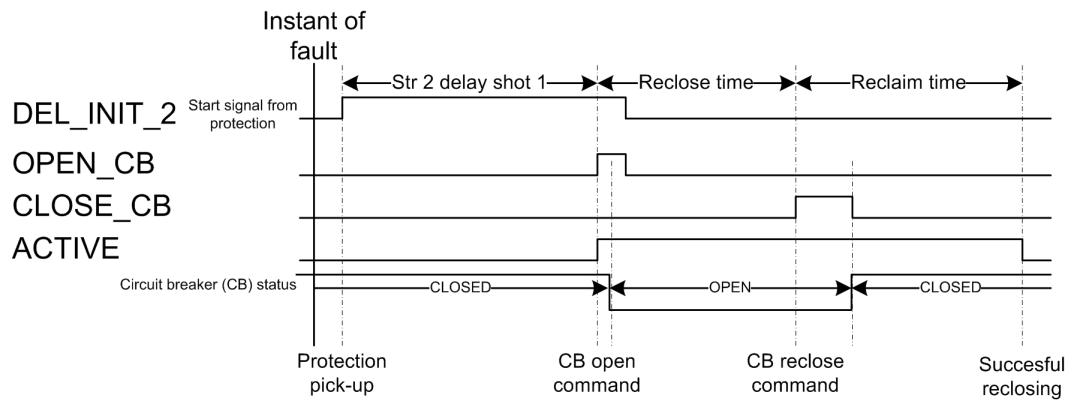 Instant of
fault
Str 2 delay shot 1
Reclose time
Reclaim time
DEL_INIT_2
Start signal from
protection
OPEN_CB
CLOSE_CB
ACTIVE
Circuit breaker (CB) status
CLOSED
OPEN
CLOSED
Protection
pick-up
CB open
command
CB reclose
command
Succesful
reclosing